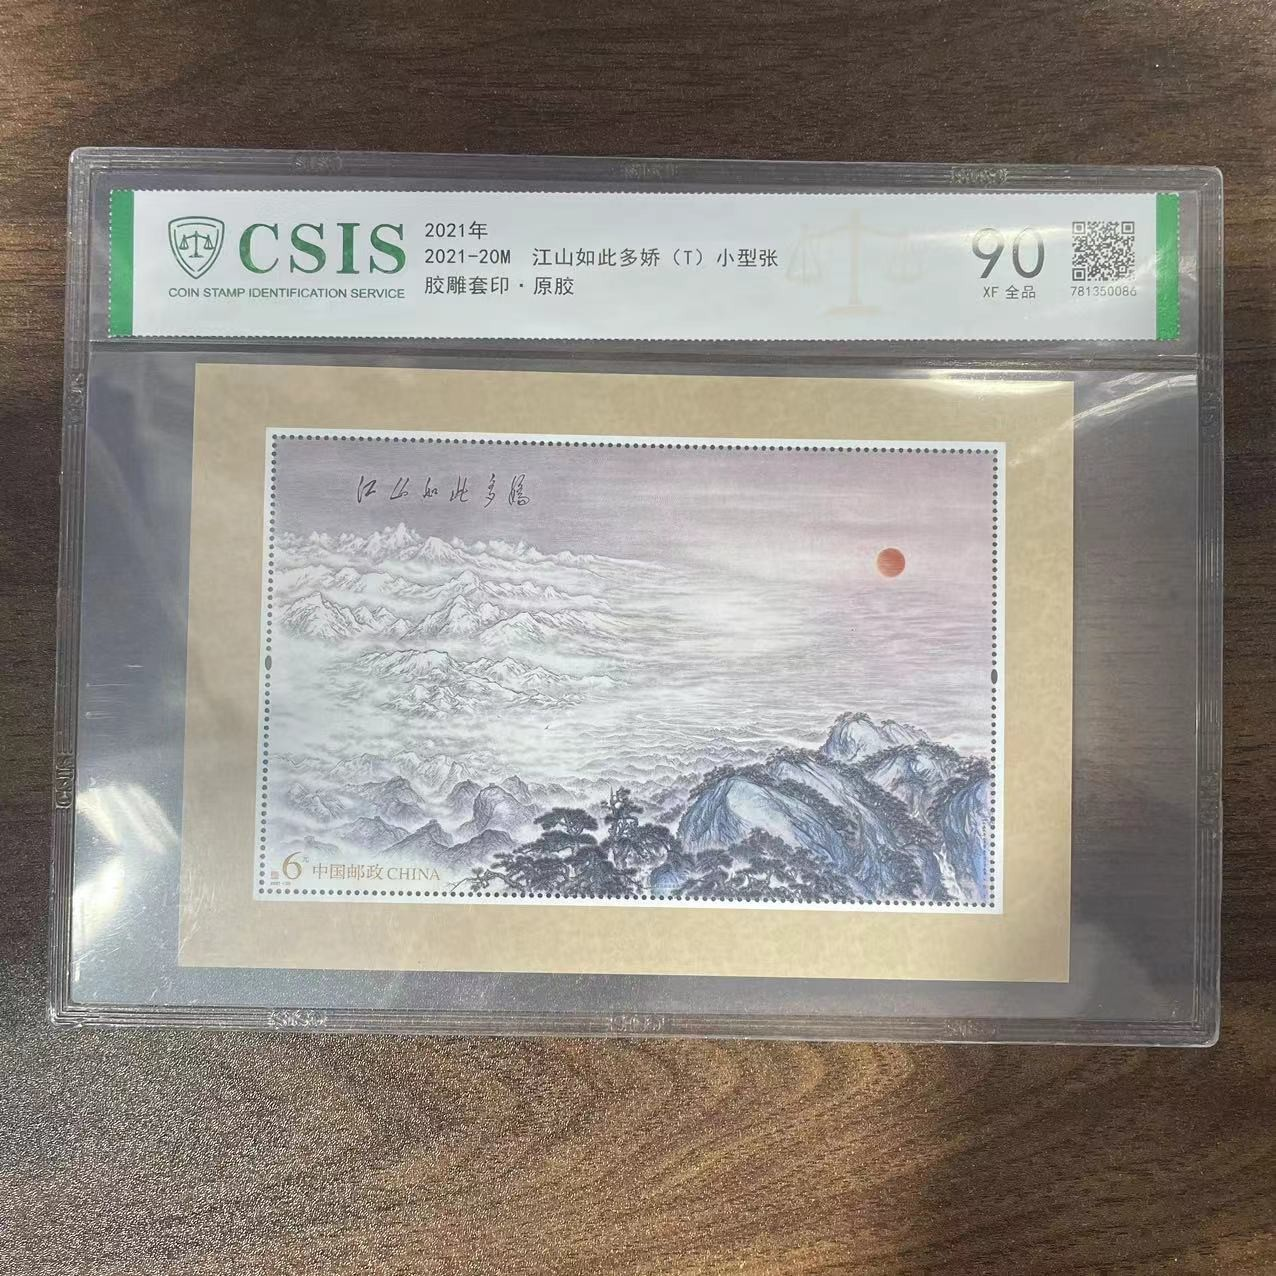 CSIS
COIN STAMP IDENTIFICATION SERVICE
2021年
2021-20M 江山如此多娇（T）小型张
胶雕套印·原胶
90
XF 全品
781350086
江山如此多娇
6元 中国邮政 CHINA